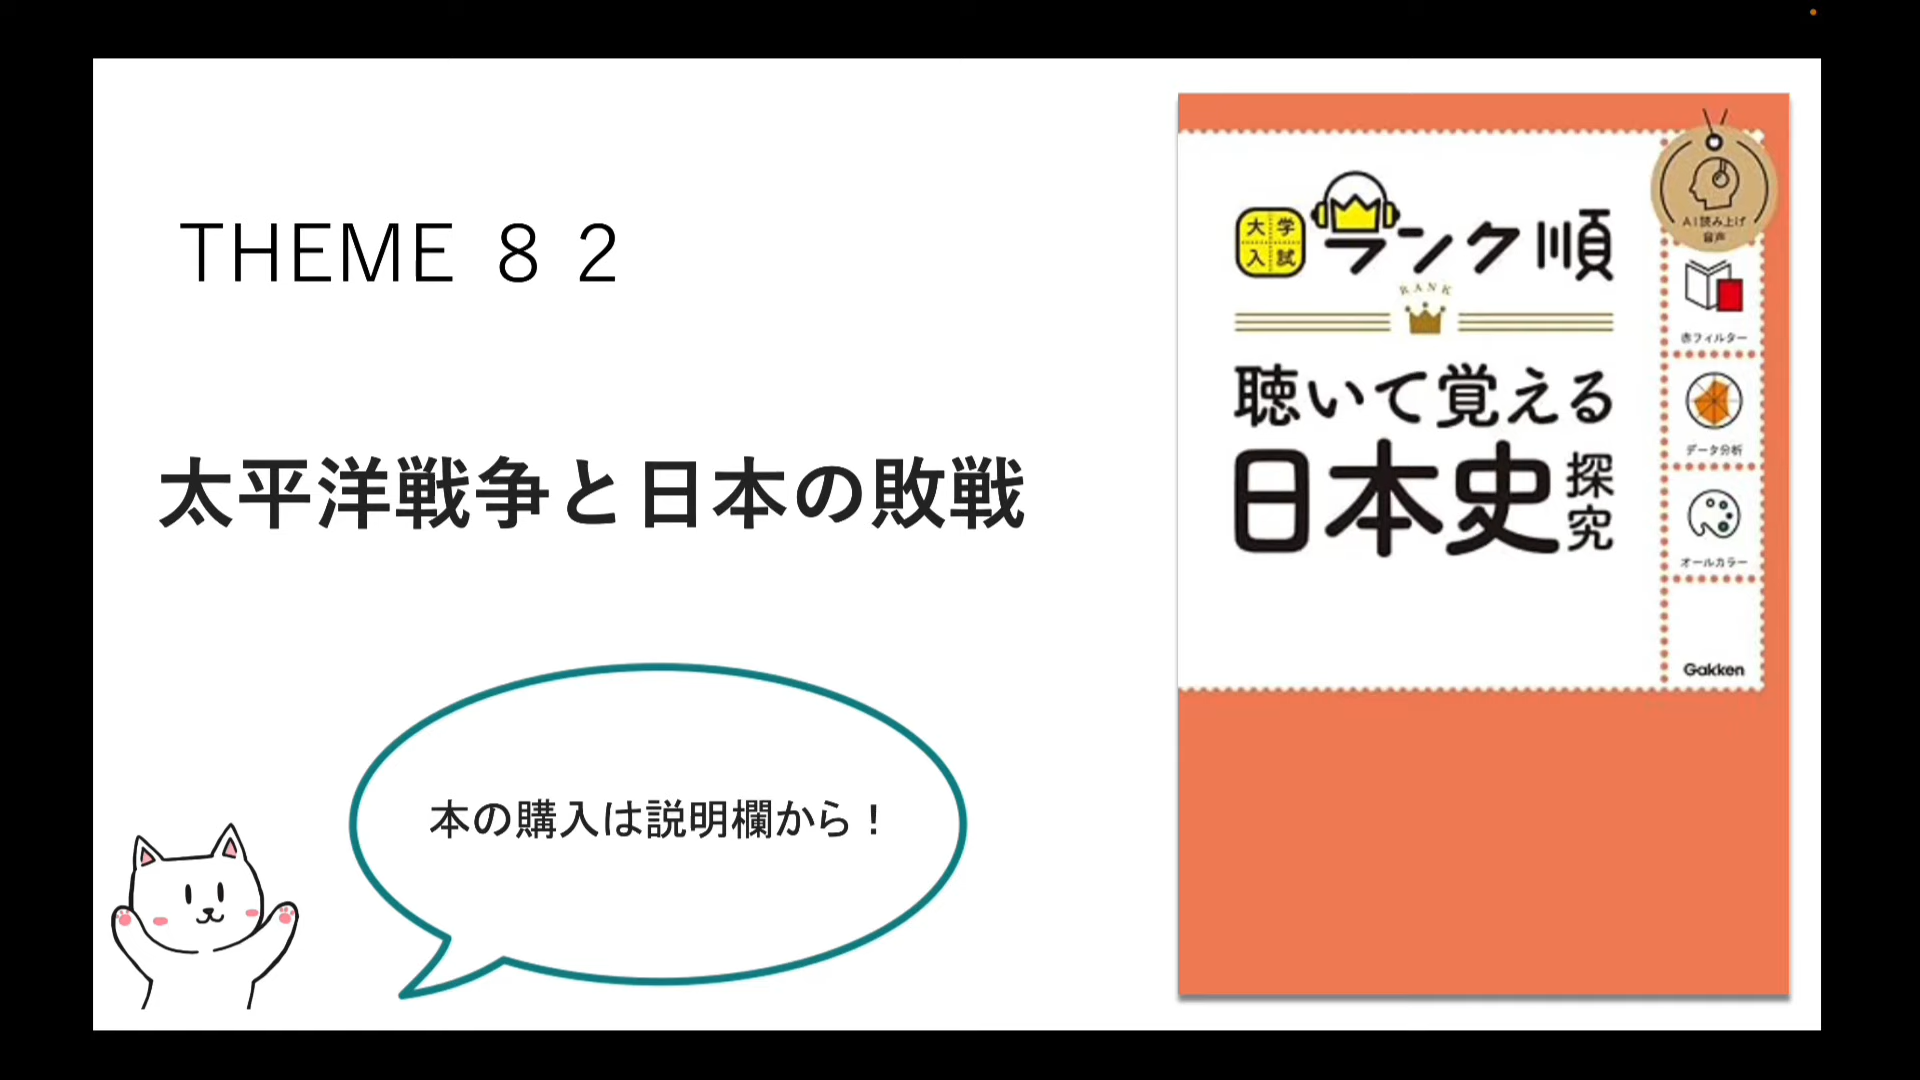 THEME ８２
太平洋戦争と日本の敗戦
本の購入は説明欄から！
大学入試
ランク順
RANK
聴いて覚える
日本史探究
AI読み上げ
音声
赤フィルター
データ分析
オールカラー
Gakken